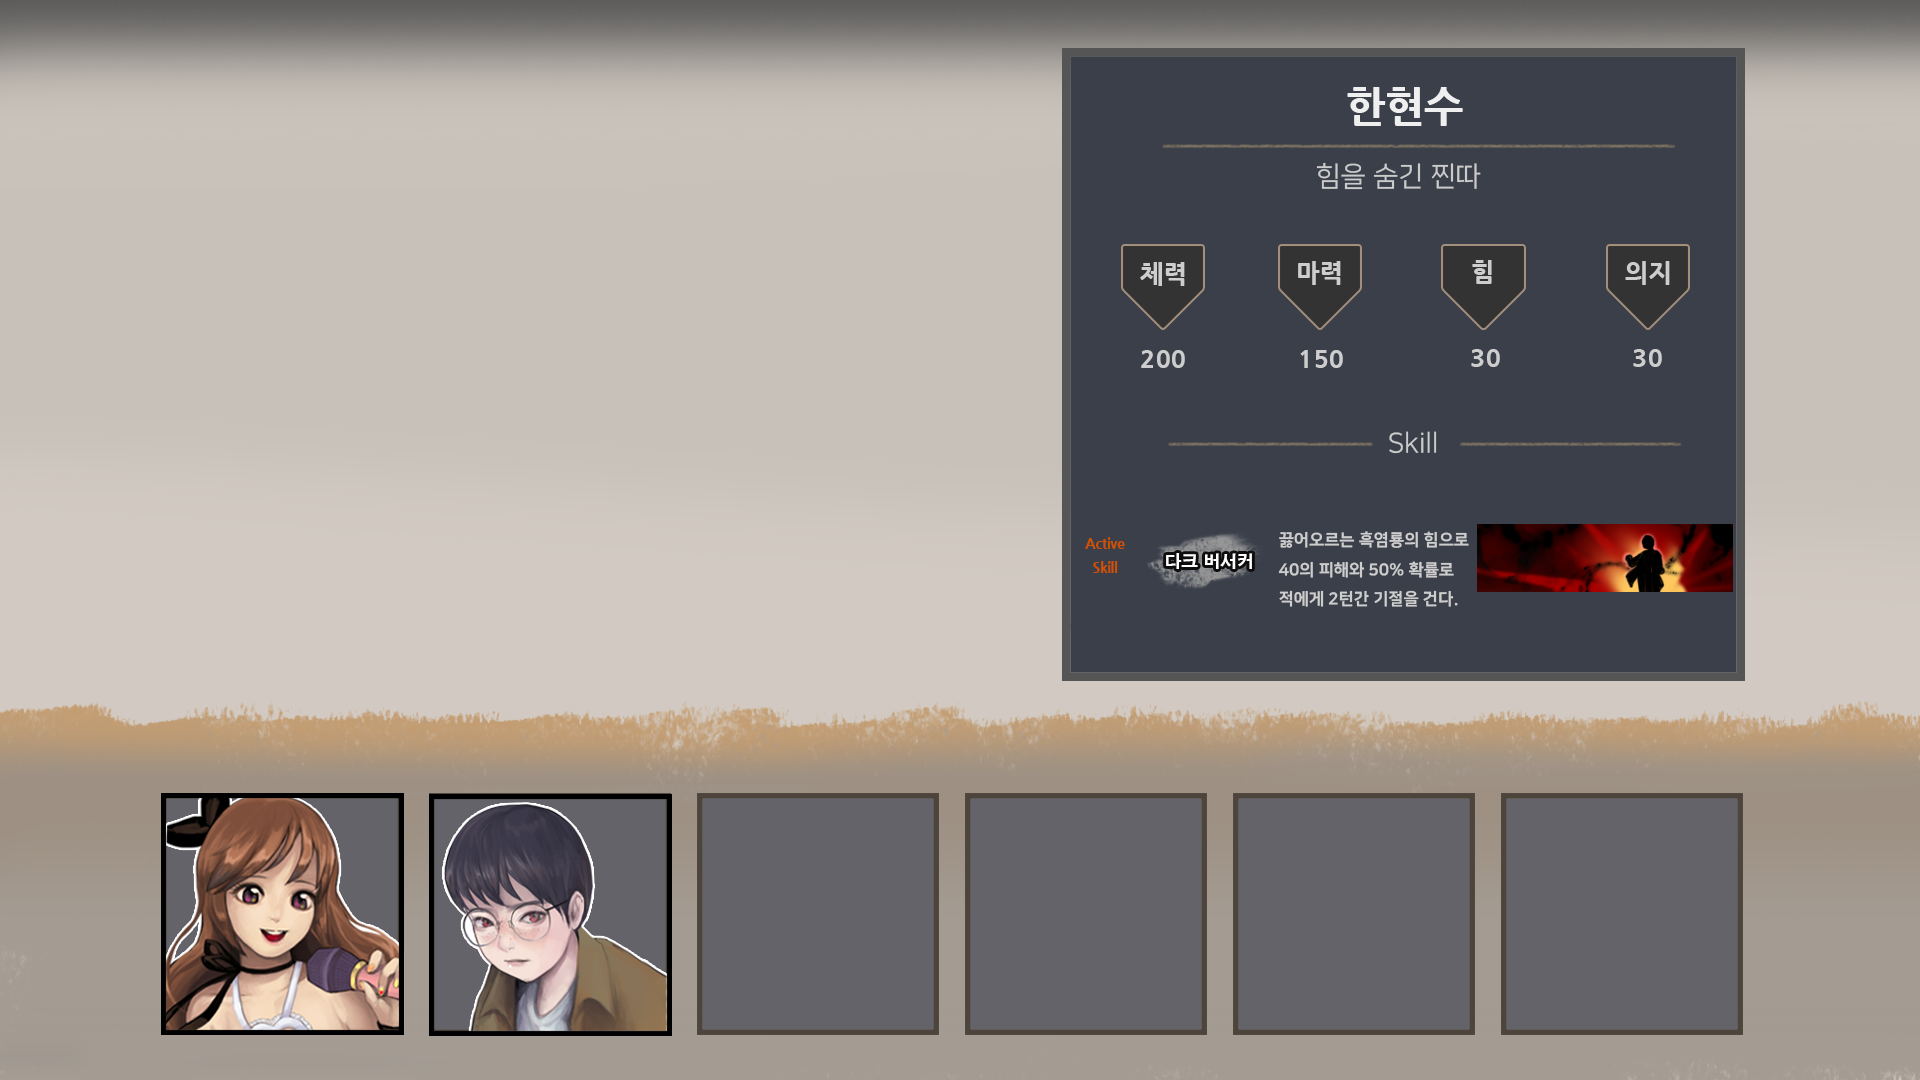 한현수
힘을 숨긴 찐따
체력 마력 힘 의지
200 150 30 30
Skill
Active
Skill
다크 버서커
끓어오르는 흑염룡의 힘으로
40의 피해와 50% 확률로
적에게 2턴간 기절을 건다.